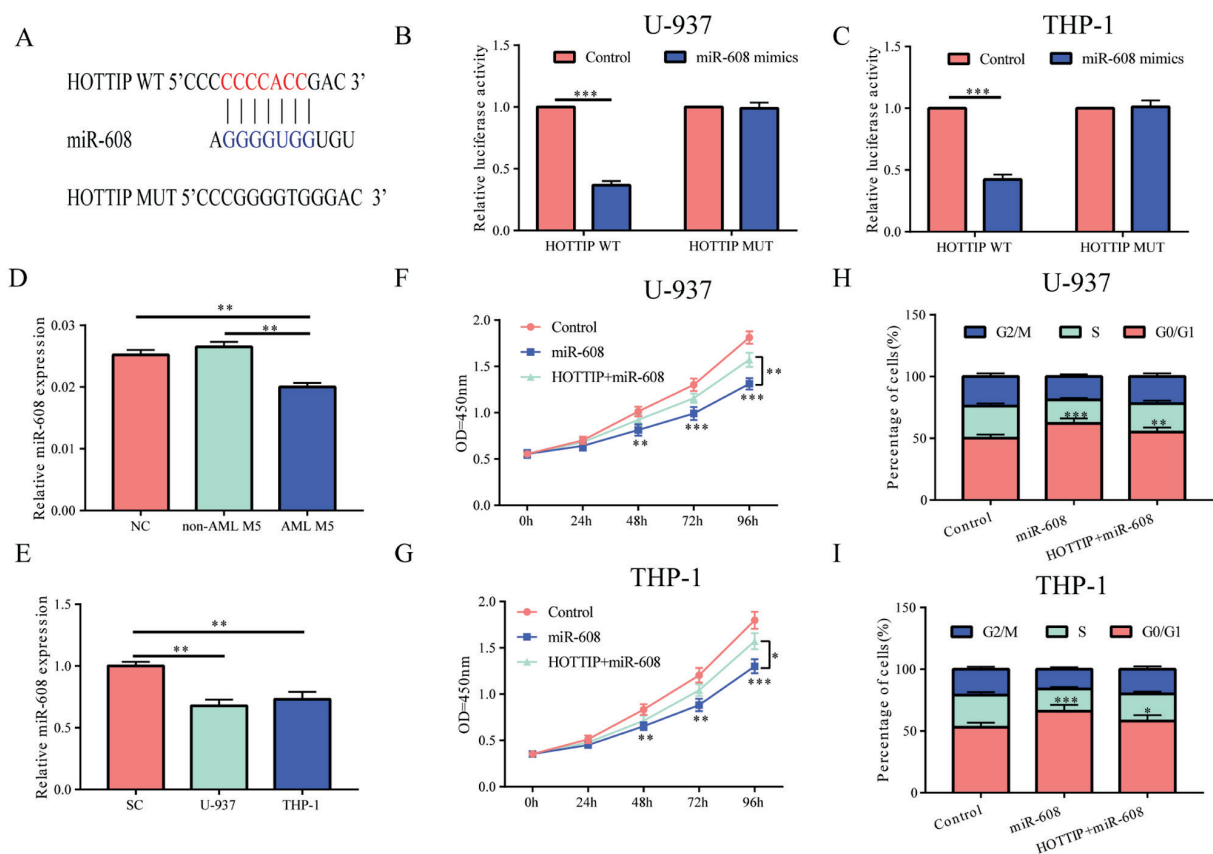 A
HOTTIP WT 5’CCCCCCCACCGAC 3’
miR-608 AGGGGUGGUGU
HOTTIP MUT 5’CCCGGGGTGGGAC 3’
B
U-937
Control miR-608 mimics
Relative luciferase activity
1.5
1.0
0.5
0.0
***
HOTTIP WT HOTTIP MUT
C
THP-1
Control miR-608 mimics
Relative luciferase activity
1.5
1.0
0.5
0.0
***
HOTTIP WT HOTTIP MUT
D
Relative miR-608 expression
0.03
0.02
0.01
0.00
**
**
NC non-AML M5 AML M5
E
Relative miR-608 expression
1.5
1.0
0.5
0.0
**
**
SC U-937 THP-1
F
U-937
Control
miR-608
HOTTIP+miR-608
OD=450nm
2.0
1.5
1.0
0.5
0.0
**
***
***
**
0h 24h 48h 72h 96h
G
THP-1
Control
miR-608
HOTTIP+miR-608
OD=450nm
2.0
1.5
1.0
0.5
0.0
*
***
**
**
0h 24h 48h 72h 96h
H
U-937
G2/M S G0/G1
Percentage of cells(%)
150
100
50
0
***
**
Control miR-608 HOTTIP+miR-608
I
THP-1
G2/M S G0/G1
Percentage of cells(%)
150
100
50
0
***
*
Control miR-608 HOTTIP+miR-608